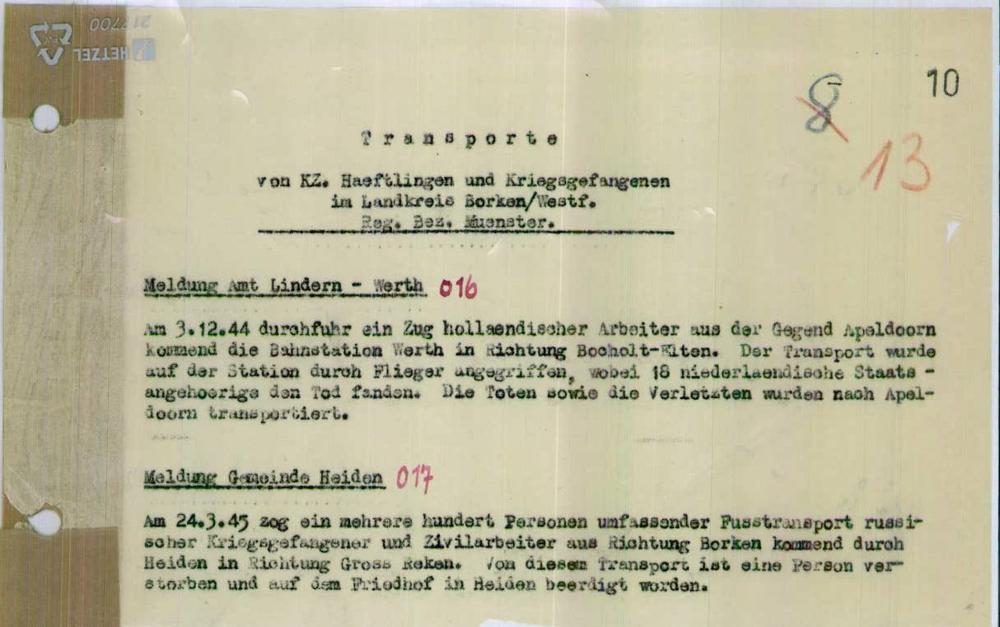 212700
HETZEL
8
10
13
Transporte
von KZ. Haeftlingen und Kriegsgefangenen
im Landkreis Borken/Westf.
Reg. Bez. Muenster.
Meldung Amt Lindern - Werth 016
Am 3.12.44 durchfuhr ein Zug hollaendischer Arbeiter aus der Gegend Apeldoorn
kommend die Bahnstation Werth in Richtung Bocholt-Elten. Der Transport wurde
auf der Station durch Flieger angegriffen, wobei 18 niederlaendische Staats -
angehoerige den Tod fanden. Die Toten sowie die Verletzten wurden nach Apel-
doorn transportiert.
Meldung Gemeinde Heiden 017
Am 24.3.45 zog ein mehrere hundert Personen umfassender Fusstransport russi-
scher Kriegsgefangener und Zivilarbeiter aus Richtung Borken kommend durch
Heiden in Richtung Gross Reken. Von diesem Transport ist eine Person ver-
storben und auf dem Friedhof in Heiden beerdigt worden.